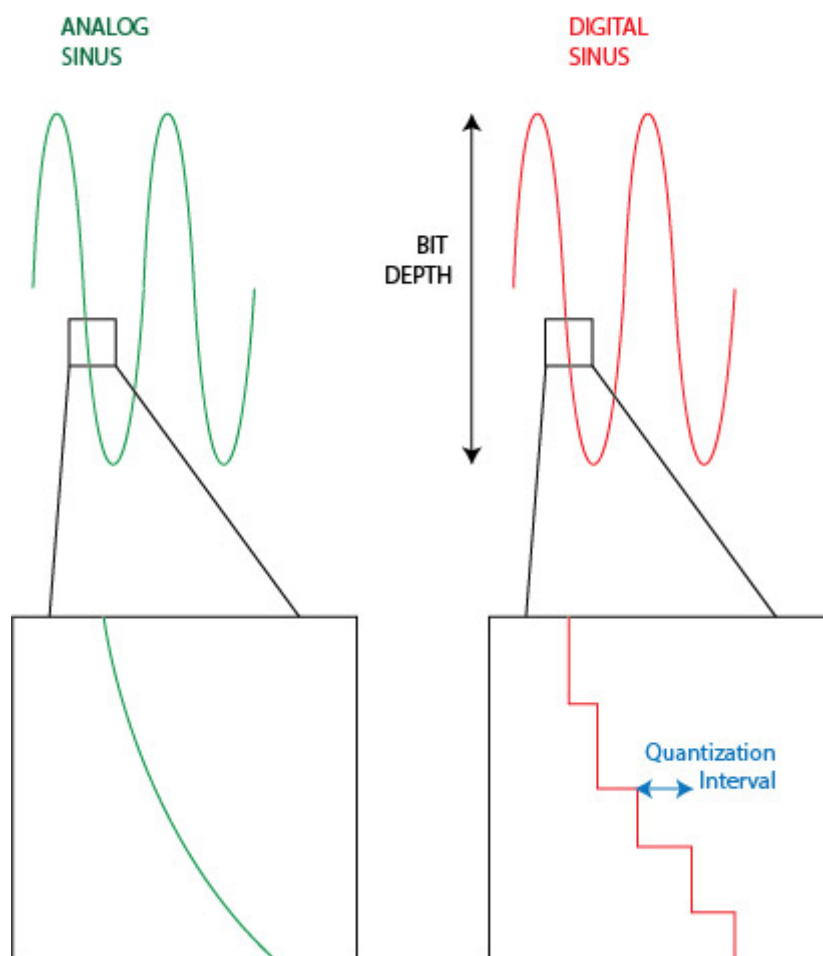 ANALOG
SINUS
DIGITAL
SINUS
BIT
DEPTH
Quantization
Interval